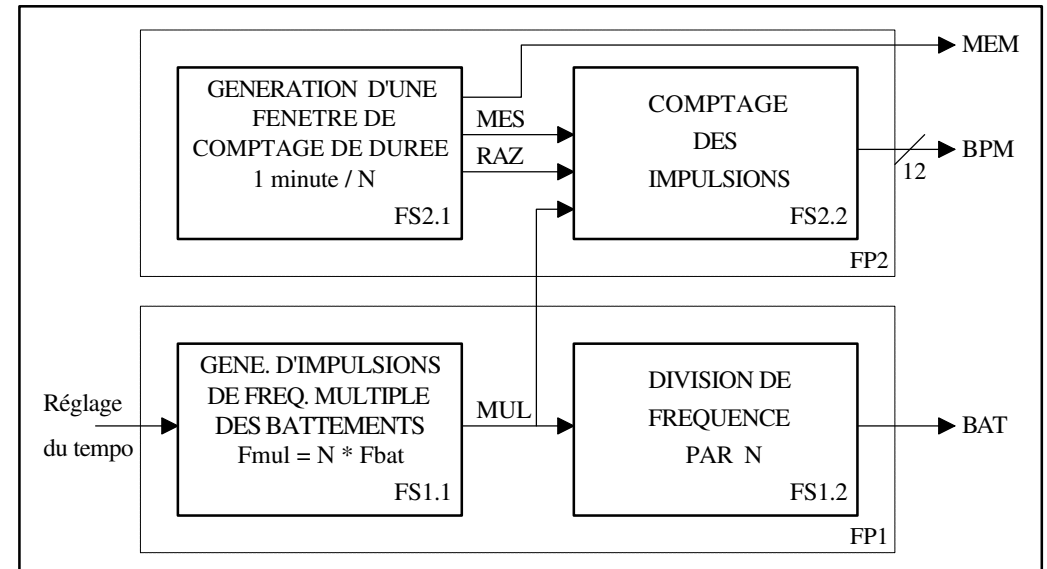 GENERATION D'UNE
FENETRE DE
COMPTAGE DE DUREE
1 minute / N
FS2.1
MES
RAZ
COMPTAGE
DES
IMPULSIONS
FS2.2
MEM
BPM
12
FP2
Réglage
du tempo
GENE. D'IMPULSIONS
DE FREQ. MULTIPLE
DES BATTEMENTS
Fmul = N * Fbat
FS1.1
MUL
DIVISION DE
FREQUENCE
PAR N
FS1.2
BAT
FP1